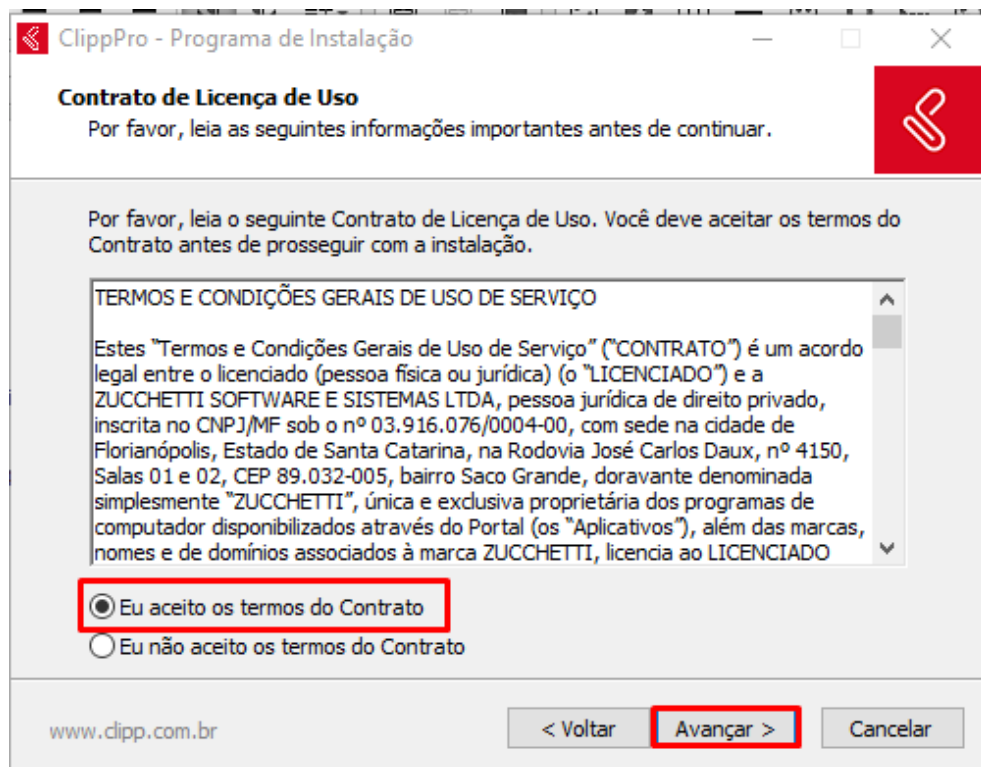 ClippPro - Programa de Instalação
Contrato de Licença de Uso
Por favor, leia as seguintes informações importantes antes de continuar.
Por favor, leia o seguinte Contrato de Licença de Uso. Você deve aceitar os termos do
Contrato antes de prosseguir com a instalação.
TERMOS E CONDIÇÕES GERAIS DE USO DE SERVIÇO
Estes “Termos e Condições Gerais de Uso de Serviço” (“CONTRATO”) é um acordo
legal entre o licenciado (pessoa física ou jurídica) (o “LICENCIADO”) e a
ZUCCHETTI SOFTWARE E SISTEMAS LTDA, pessoa jurídica de direito privado,
inscrita no CNPJ/MF sob o nº 03.916.076/0004-00, com sede na cidade de
Florianópolis, Estado de Santa Catarina, na Rodovia José Carlos Daux, nº 4150,
Salas 01 e 02, CEP 89.032-005, bairro Saco Grande, doravante denominada
simplesmente “ZUCCHETTI”, única e exclusiva proprietária dos programas de
computador disponibilizados através do Portal (os “Aplicativos”), além das marcas,
nomes e de domínios associados à marca ZUCCHETTI, licencia ao LICENCIADO
Eu aceito os termos do Contrato
Eu não aceito os termos do Contrato
www.clipp.com.br
< Voltar
Avançar >
Cancelar